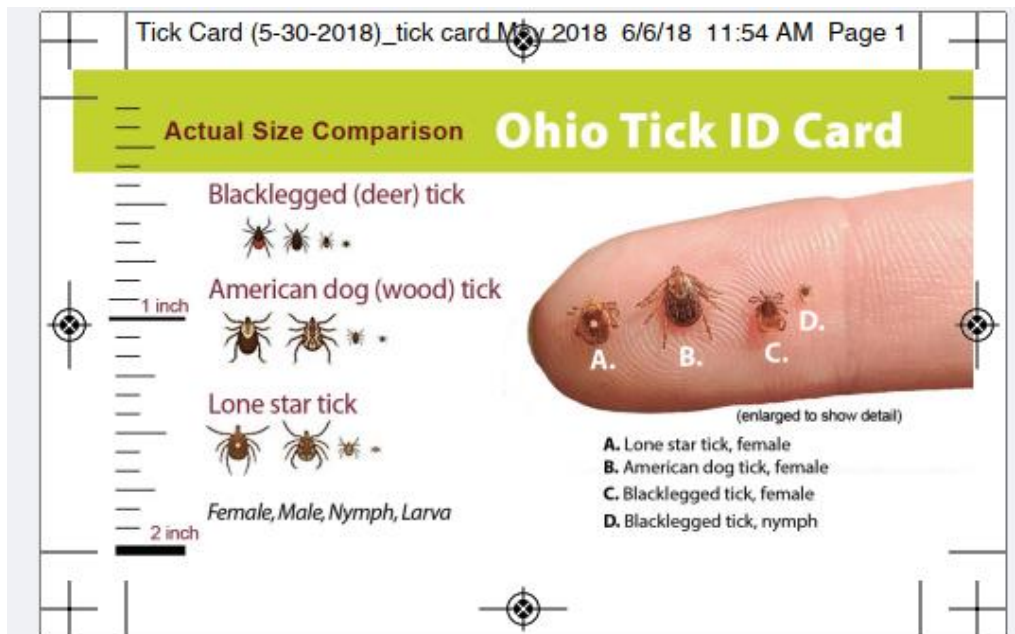 Tick Card (5-30-2018)_tick card May 2018 6/6/18 11:54 AM Page 1
Actual Size Comparison
Ohio Tick ID Card
Blacklegged (deer) tick
American dog (wood) tick
1 inch
Lone star tick
Female, Male, Nymph, Larva
2 inch
A.
B.
C.
D.
(enlarged to show detail)
A. Lone star tick, female
B. American dog tick, female
C. Blacklegged tick, female
D. Blacklegged tick, nymph